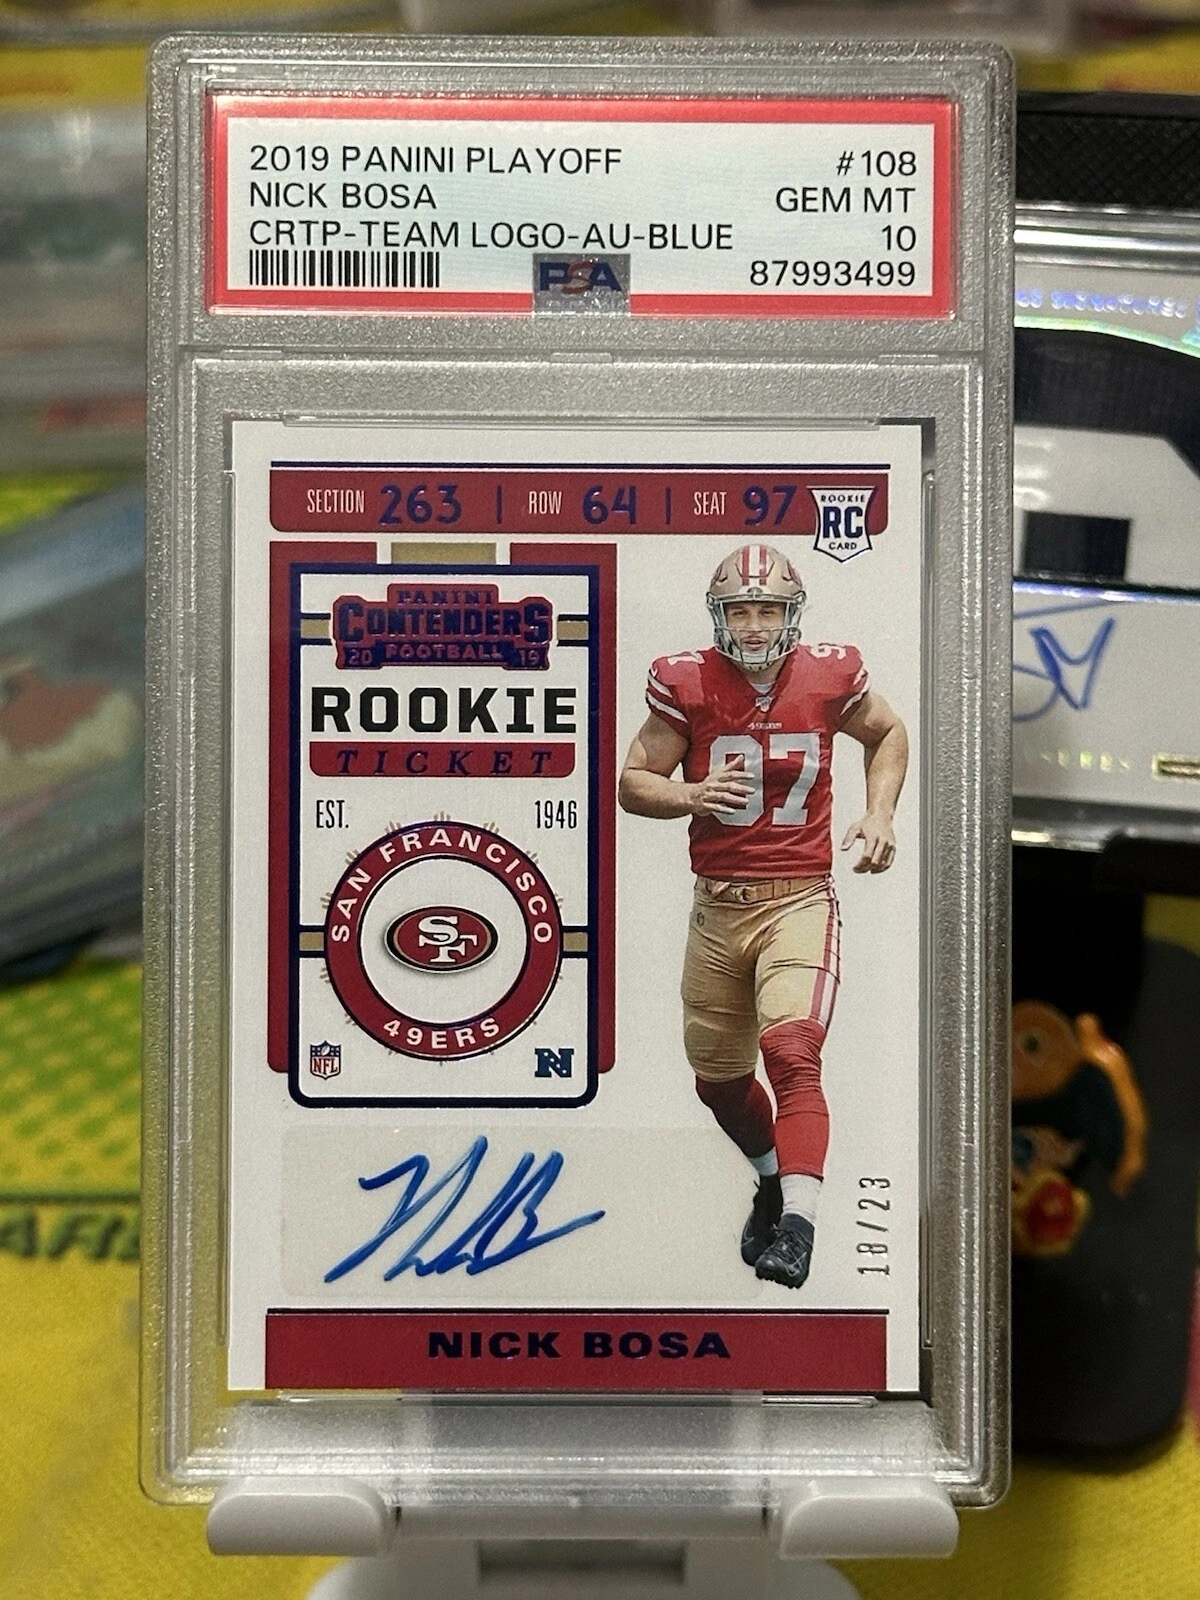 2019 PANINI PLAYOFF #108
NICK BOSA GEM MT
CRTP-TEAM LOGO-AU-BLUE 10
PSA 87993499
SECTION 263 | ROW 64 | SEAT 97
ROOKIE
RC
CARD
PANINI
CONTENDERS
20 FOOTBALL 19
ROOKIE
TICKET
EST. 1946
SAN FRANCISCO
SF
49ERS
NFL N
97
97
49ERS
18/23
NICK BOSA